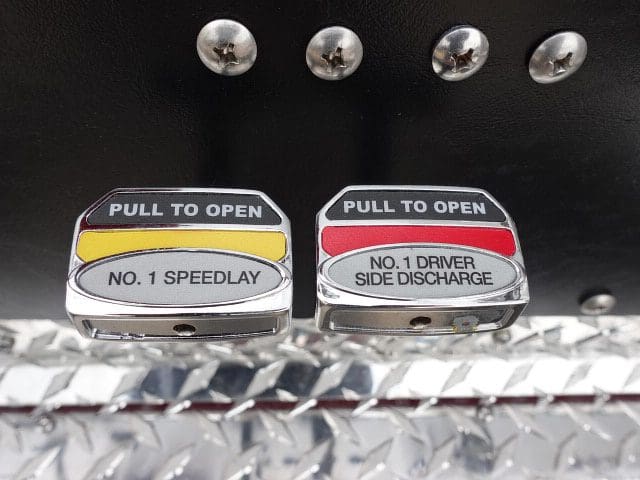 PULL TO OPEN
NO. 1 SPEEDLAY
PULL TO OPEN
NO. 1 DRIVER
SIDE DISCHARGE